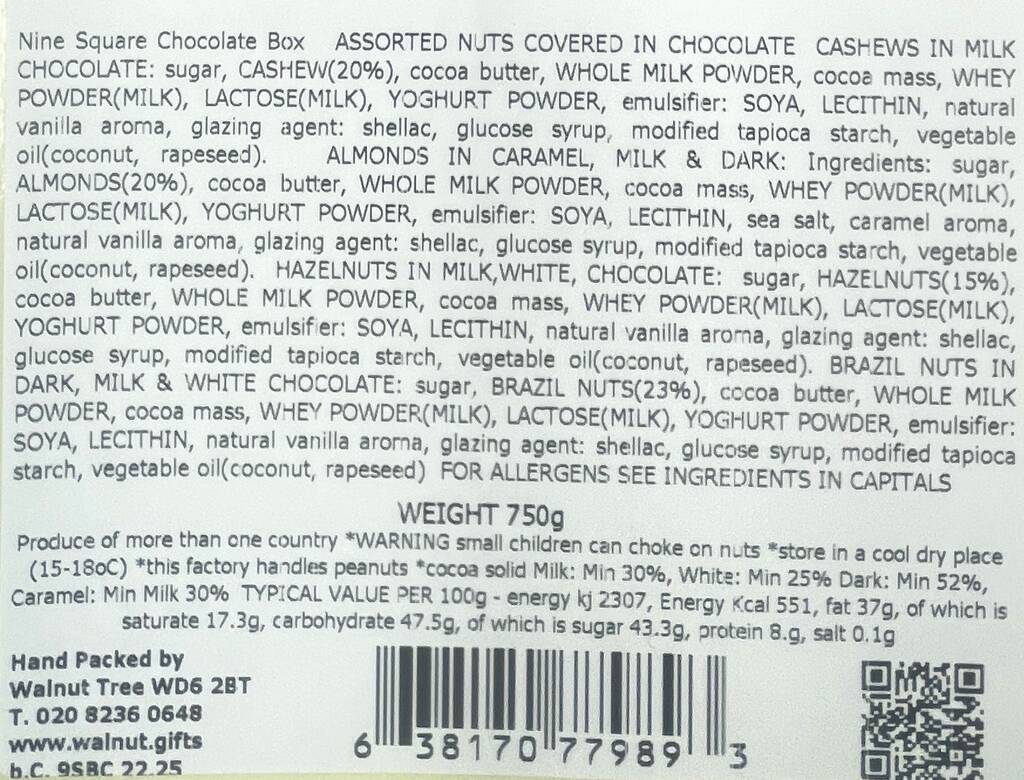 Nine Square Chocolate Box ASSORTED NUTS COVERED IN CHOCOLATE CASHEWS IN MILK
CHOCOLATE: sugar, CASHEW(20%), cocoa butter, WHOLE MILK POWDER, cocoa mass, WHEY
POWDER(MILK), LACTOSE(MILK), YOGHURT POWDER, emulsifier: SOYA, LECITHIN, natural
vanilla aroma, glazing agent: shellac, glucose syrup, modified tapioca starch, vegetable
oil(coconut, rapeseed). ALMONDS IN CARAMEL, MILK & DARK: Ingredients: sugar,
ALMONDS(20%), cocoa butter, WHOLE MILK POWDER, cocoa mass, WHEY POWDER(MILK),
LACTOSE(MILK), YOGHURT POWDER, emulsifier: SOYA, LECITHIN, sea salt, caramel aroma,
natural vanilla aroma, glazing agent: shellac, glucose syrup, modified tapioca starch, vegetable
oil(coconut, rapeseed). HAZELNUTS IN MILK,WHITE, CHOCOLATE: sugar, HAZELNUTS(15%),
cocoa butter, WHOLE MILK POWDER, cocoa mass, WHEY POWDER(MILK), LACTOSE(MILK),
YOGHURT POWDER, emulsifier: SOYA, LECITHIN, natural vanilla aroma, glazing agent: shellac,
glucose syrup, modified tapioca starch, vegetable oil(coconut, rapeseed). BRAZIL NUTS IN
DARK, MILK & WHITE CHOCOLATE: sugar, BRAZIL NUTS(23%), cocoa butter, WHOLE MILK
POWDER, cocoa mass, WHEY POWDER(MILK), LACTOSE(MILK), YOGHURT POWDER, emulsifier:
SOYA, LECITHIN, natural vanilla aroma, glazing agent: shellac, glucose syrup, modified tapioca
starch, vegetable oil(coconut, rapeseed) FOR ALLERGENS SEE INGREDIENTS IN CAPITALS
WEIGHT 750g
Produce of more than one country *WARNING small children can choke on nuts *store in a cool dry place
(15-18oC) *this factory handles peanuts *cocoa solid Milk: Min 30%, White: Min 25% Dark: Min 52%,
Caramel: Min Milk 30% TYPICAL VALUE PER 100g - energy kj 2307, Energy Kcal 551, fat 37g, of which is
saturate 17.3g, carbohydrate 47.5g, of which is sugar 43.3g, protein 8.g, salt 0.1g
Hand Packed by
Walnut Tree WD6 2BT
T. 020 8236 0648
www.walnut.gifts
b.C. 9SBC 22.25
6 38170 77989 3